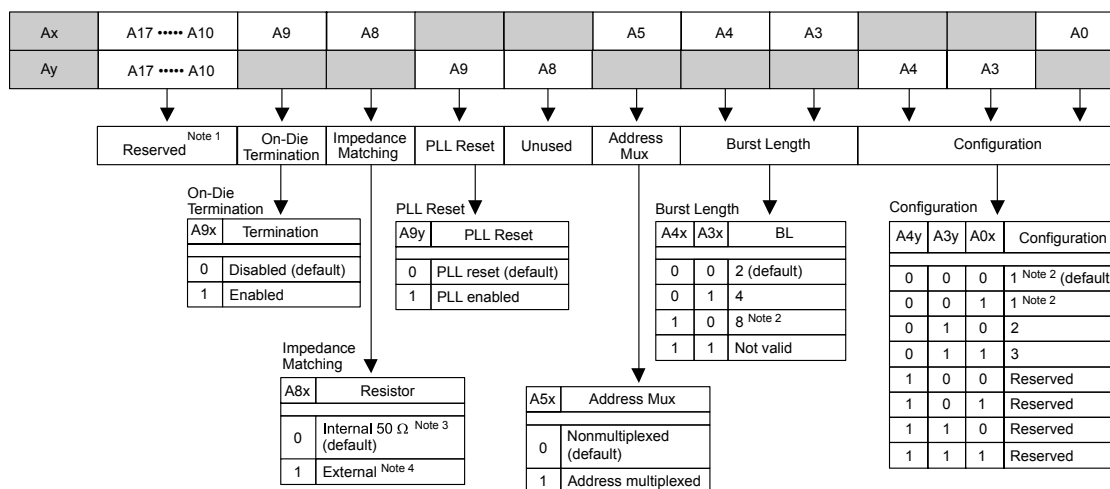 Ax A17 ••••• A10 A9 A8 A5 A4 A3 A0
Ay A17 ••••• A10 A9 A8 A4 A3
Reserved Note 1 On-Die Termination Impedance Matching PLL Reset Unused Address Mux Burst Length Configuration
On-Die Termination
A9x Termination
0 Disabled (default)
1 Enabled
PLL Reset
A9y PLL Reset
0 PLL reset (default)
1 PLL enabled
Burst Length
A4x A3x BL
0 0 2 (default)
0 1 4
1 0 8 Note 2
1 1 Not valid
Configuration
A4y A3y A0x Configuration
0 0 0 1 Note 2 (default
0 0 1 1 Note 2
0 1 0 2
0 1 1 3
1 0 0 Reserved
1 0 1 Reserved
1 1 0 Reserved
1 1 1 Reserved
Impedance Matching
A8x Resistor
0 Internal 50 Ω Note 3 (default)
1 External Note 4
A5x Address Mux
0 Nonmultiplexed (default)
1 Address multiplexed